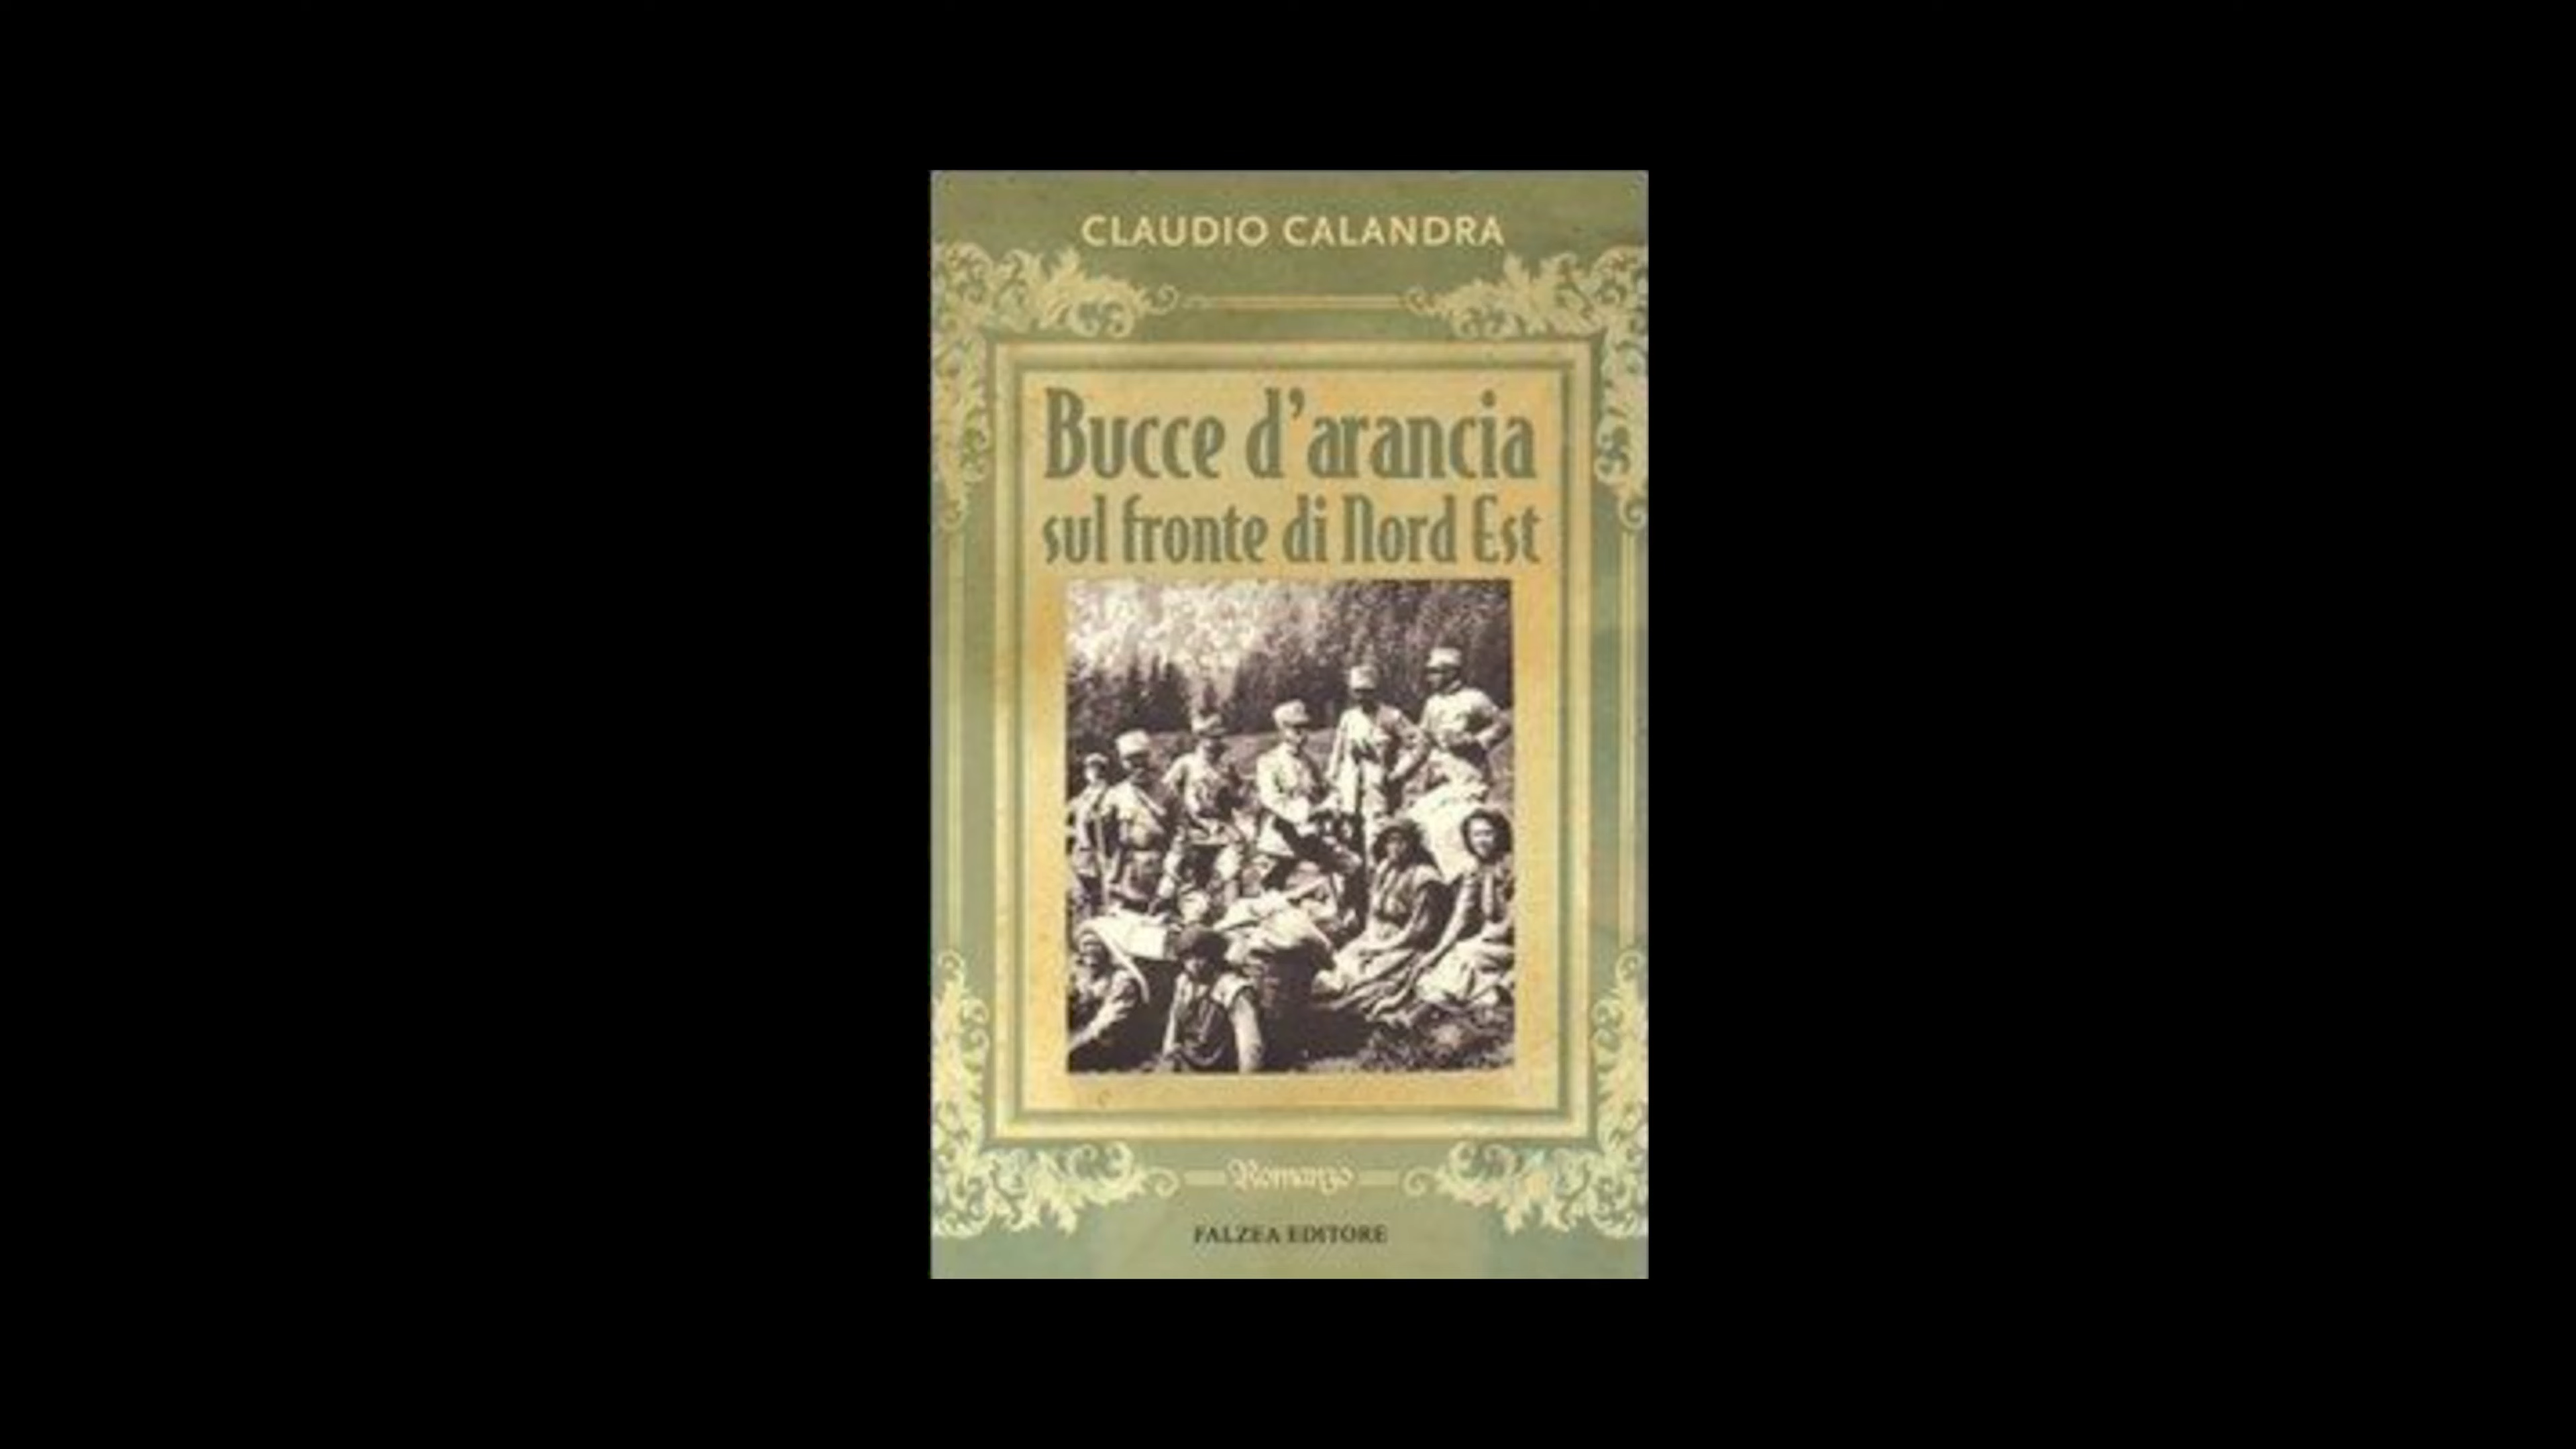 CLAUDIO CALANDRA
Bucce d'arancia
sul fronte di Nord Est
Romanzo
FALZEA EDITORE